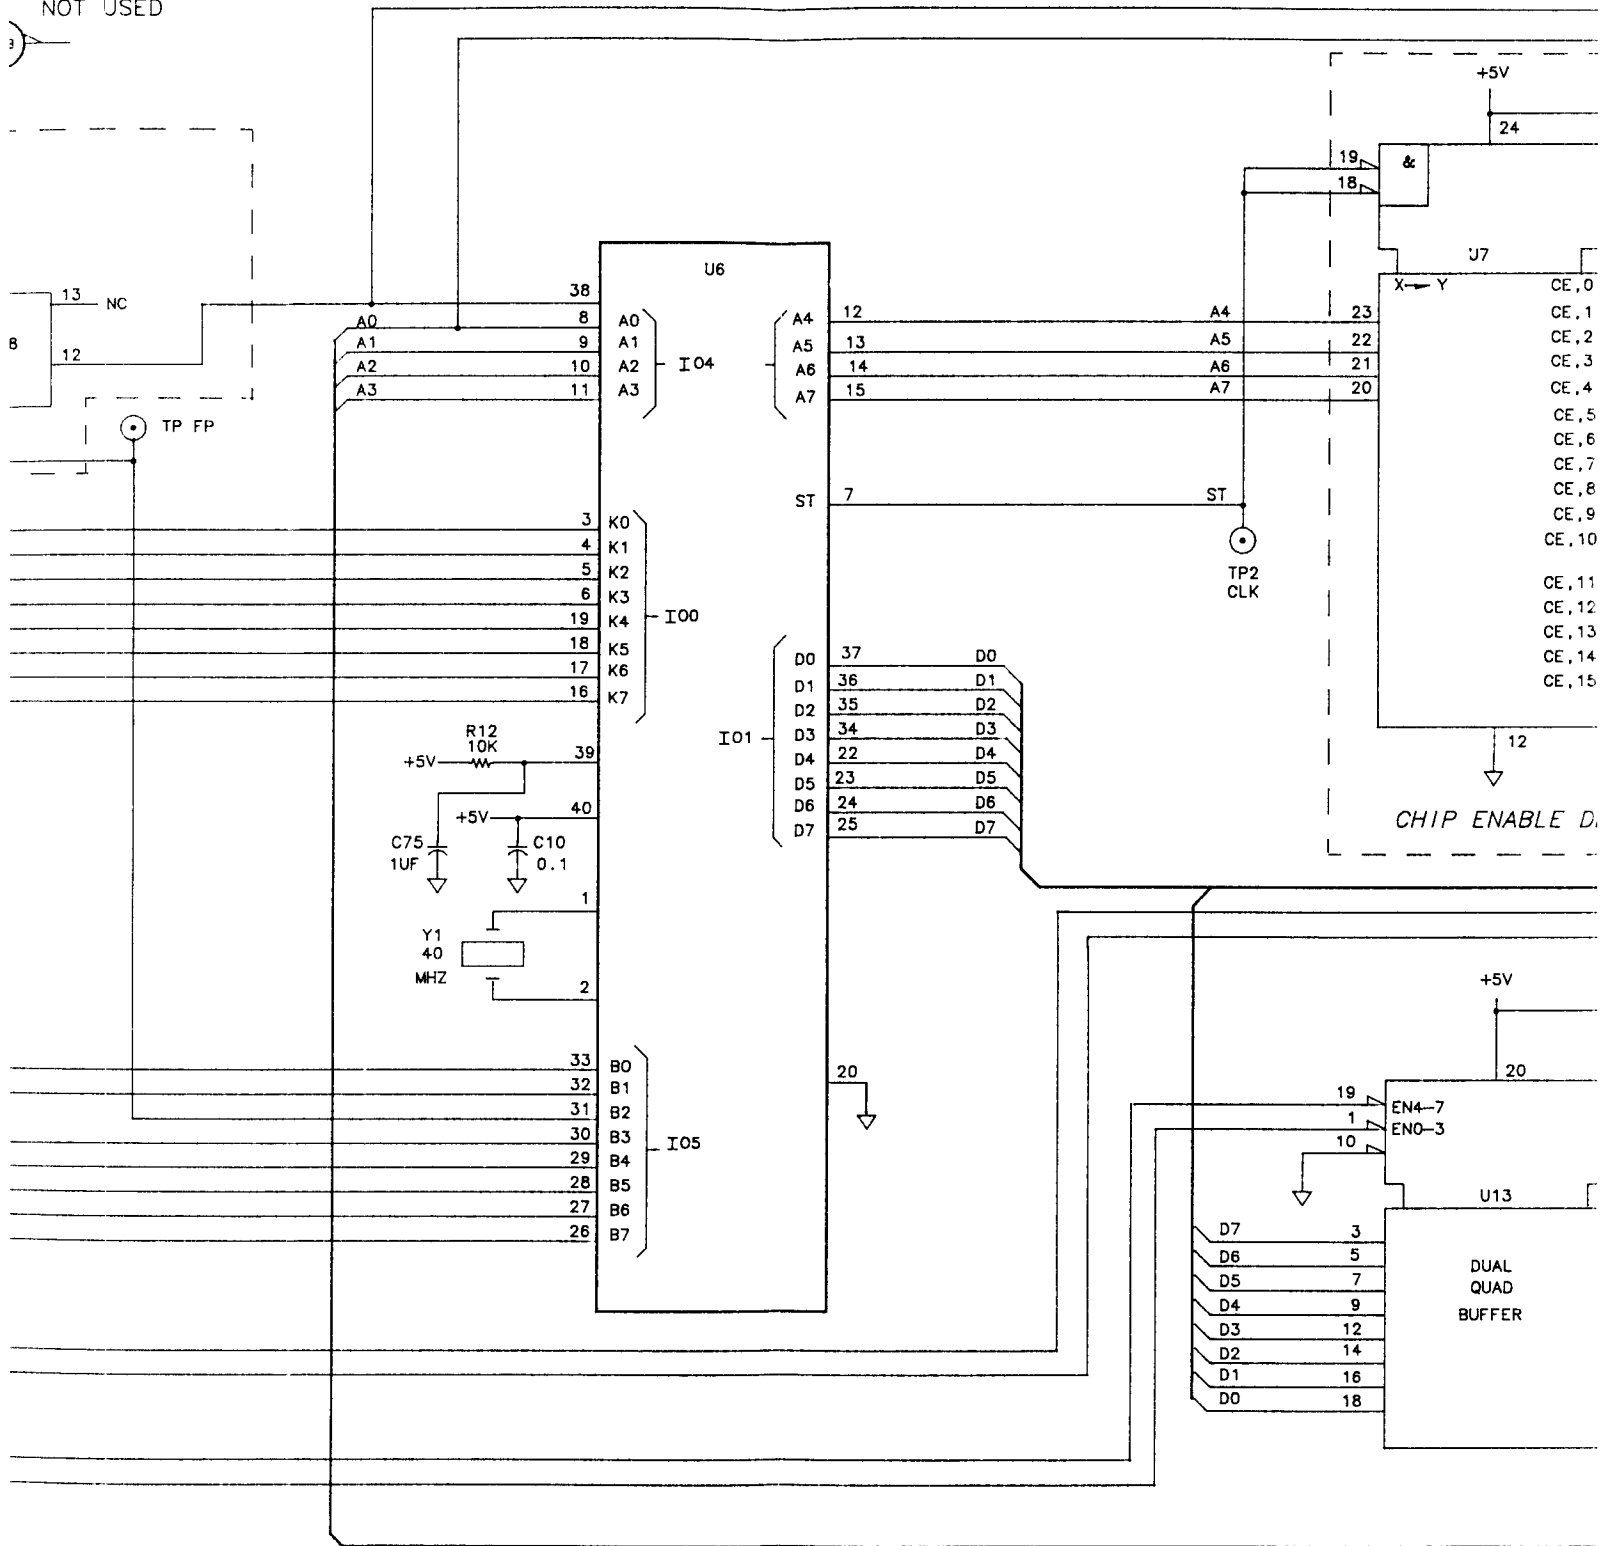 NOT USED
+5V
24
19
&
18
U7
X → Y
CE,0
CE,1
CE,2
CE,3
CE,4
CE,5
CE,6
CE,7
CE,8
CE,9
CE,10
CE,11
CE,12
CE,13
CE,14
CE,15
23
22
21
20
12
CHIP ENABLE
13 NC
8
12
TP FP
U6
38
A0 8 A0
A1 9 A1
A2 10 A2
A3 11 A3
IO4
A4 12 A4
A5 13 A5
A6 14 A6
A7 15 A7
ST 7 ST
TP2
CLK
3 K0
4 K1
5 K2
6 K3
19 K4
18 K5
17 K6
16 K7
IO0
IO1
D0 37 D0
D1 36 D1
D2 35 D2
D3 34 D3
D4 22 D4
D5 23 D5
D6 24 D6
D7 25 D7
R12
10K
+5V
39
+5V
40
C75
1UF
C10
0.1
1
Y1
40
MHZ
2
33 B0
32 B1
31 B2
30 B3
29 B4
28 B5
27 B6
26 B7
IO5
20
+5V
20
19 EN4-7
1 EN0-3
10
U13
D7 3
D6 5
D5 7
D4 9
D3 12
D2 14
D1 16
D0 18
DUAL
QUAD
BUFFER